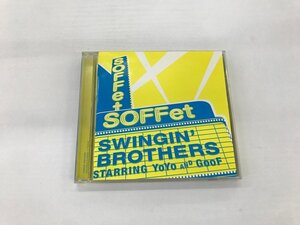 SOFFet
SOFFet
SWINGIN'
BROTHERS
STARRING YoYo AND GooF